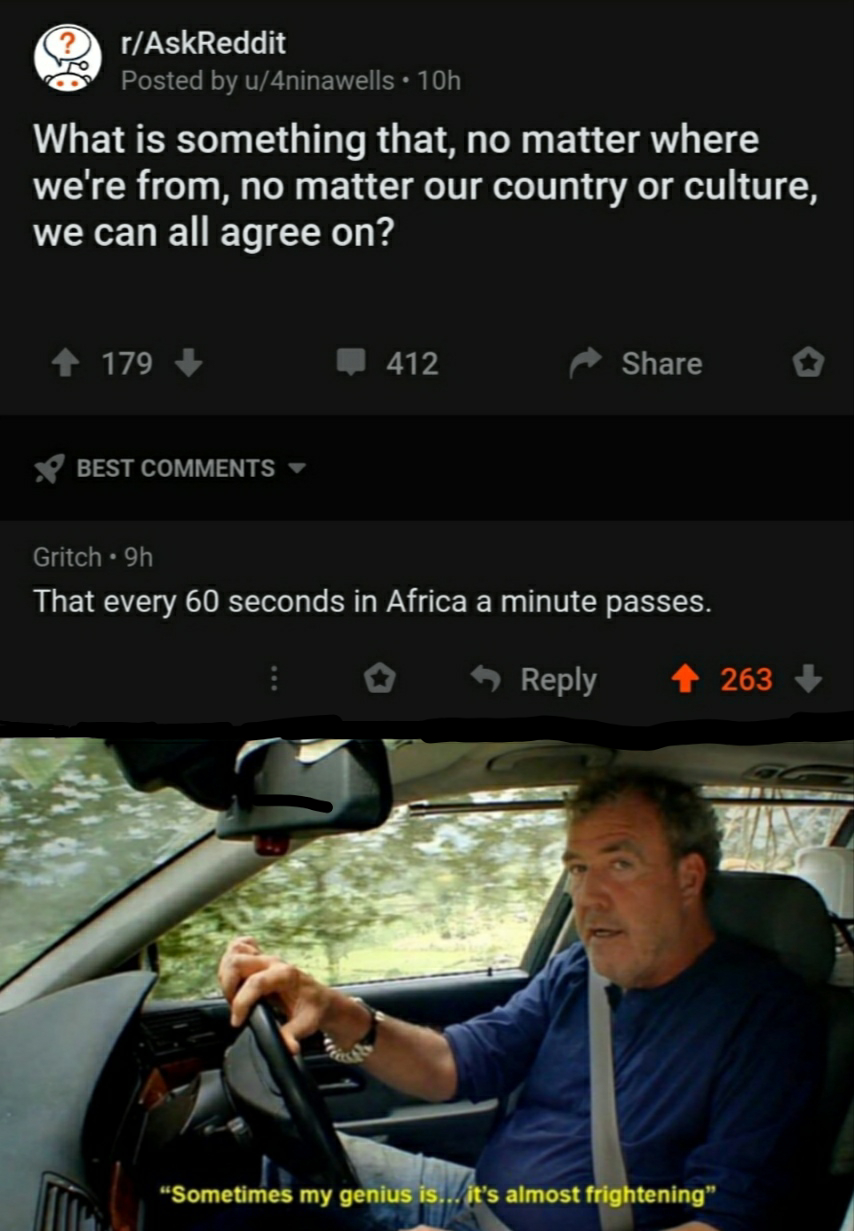 r/AskReddit
Posted by u/4ninawells • 10h
What is something that, no matter where
we're from, no matter our country or culture,
we can all agree on?
179
412
Share
BEST COMMENTS
Gritch • 9h
That every 60 seconds in Africa a minute passes.
Reply
263
“Sometimes my genius is... it's almost frightening”